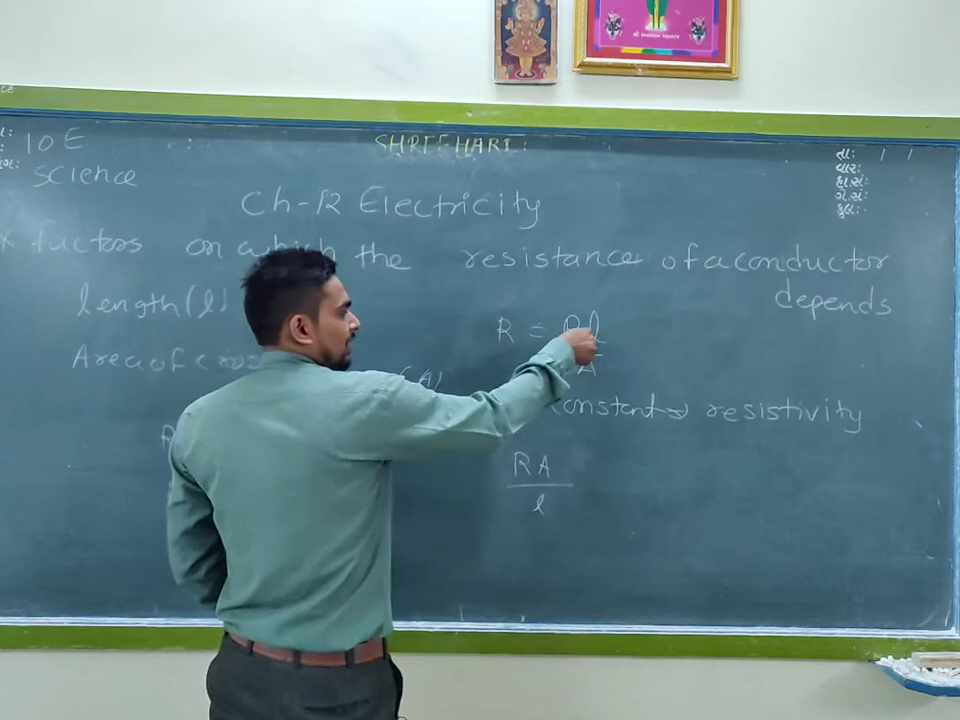 10 E
SHREEHARI
Science
તા: / /
વાર:
હા.સં:
ગે.સં:
કુલ:
Ch-12 Electricity
* factors on which the resistance of a conductor depends
length (l)
R = ρl / A
Area of cross
(A)
constant → resistivity
R
RA
l